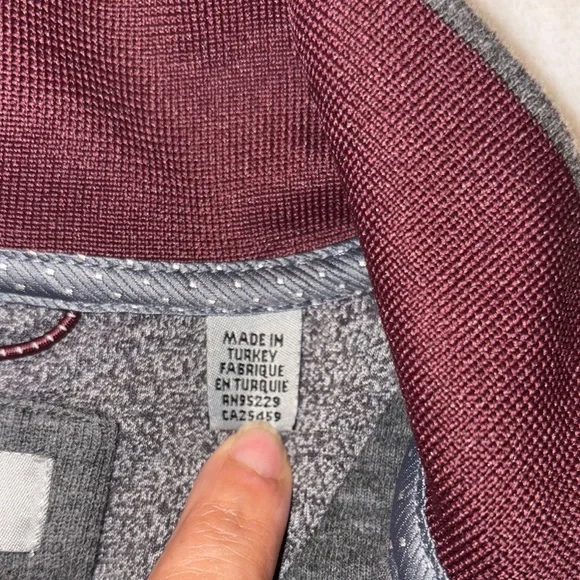 MADE IN
TURKEY
FABRIQUE
EN TURQUIE
RN95229
CA25459